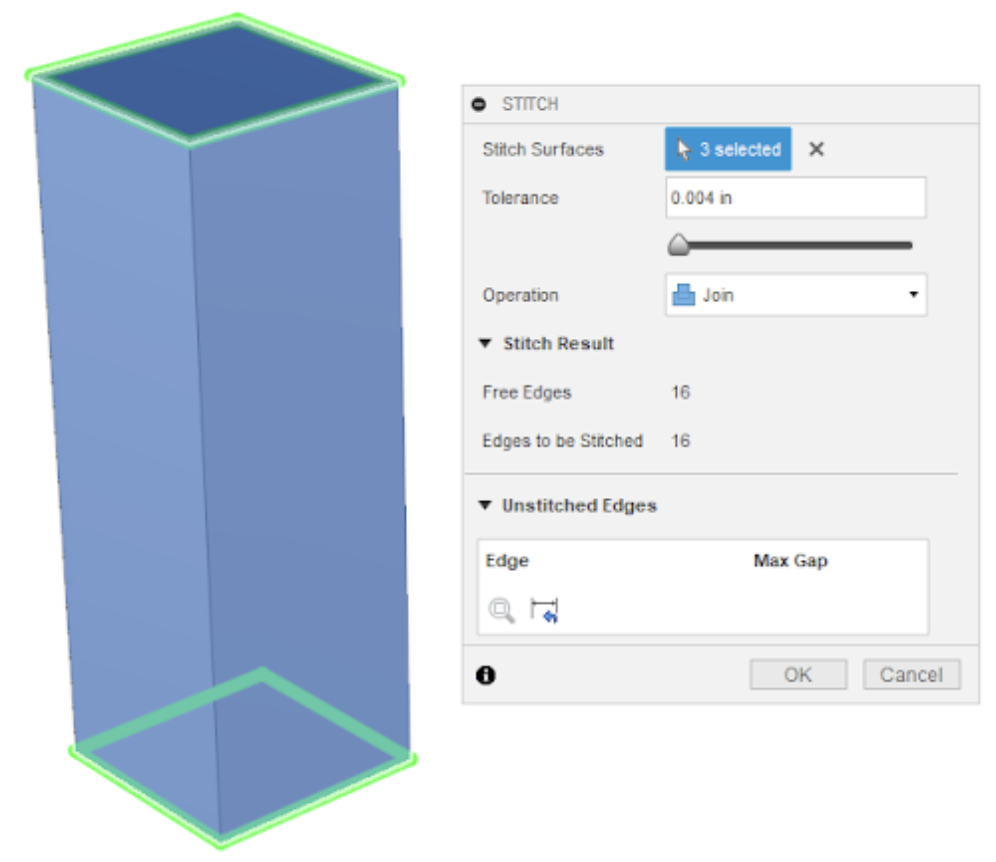 STITCH
Stitch Surfaces 3 selected
Tolerance 0.004 in
Operation Join
Stitch Result
Free Edges 16
Edges to be Stitched 16
Unstitched Edges
Edge Max Gap
OK Cancel